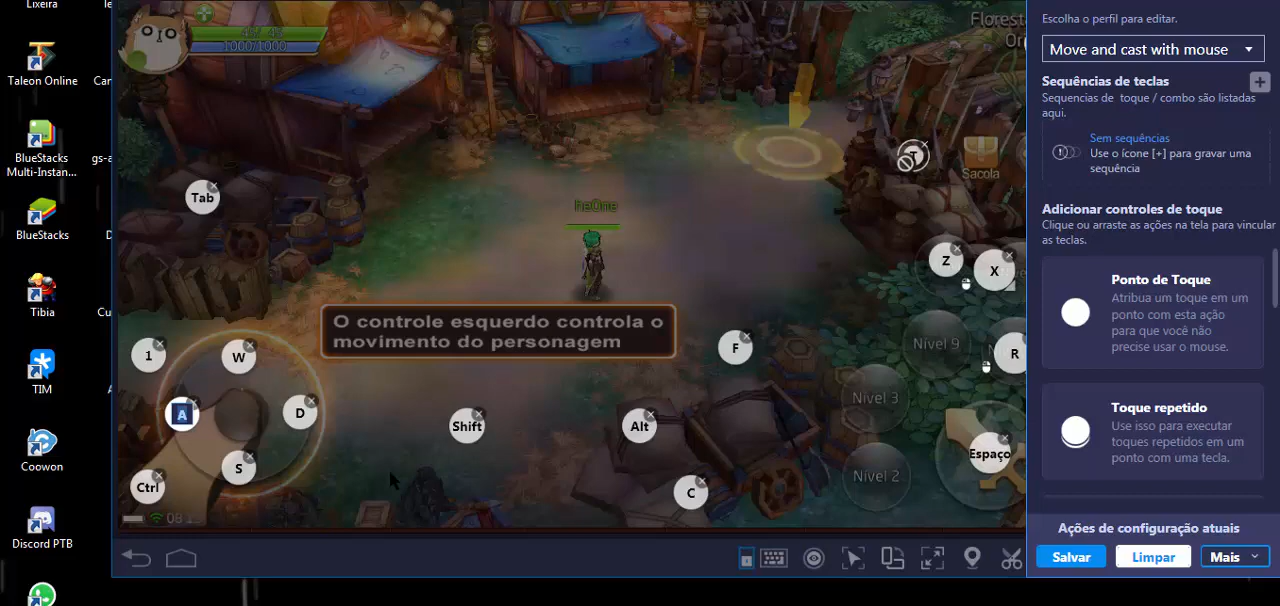 Lixeira
Taleon Online
BlueStacks
Multi-Instan...
BlueStacks
Tibia
TIM
Coowon
Discord PTB
1000/1000
Florest
Sacola
Tab
T
he0ne
Z
X
O controle esquerdo controla o
movimento do personagem
1
W
F
Nível 9
R
A
D
Shift
Alt
Nível 3
S
Espaço
Ctrl
C
Nível 2
Escolha o perfil para editar.
Move and cast with mouse
Sequências de teclas
Sequencias de toque / combo são listadas
aqui.
Sem sequências
Use o ícone [+] para gravar uma
sequência
Adicionar controles de toque
Clique ou arraste as ações na tela para vincular
as teclas.
Ponto de Toque
Atribua um toque em um
ponto com esta ação
para que você não
precise usar o mouse.
Toque repetido
Use isso para executar
toques repetidos em um
ponto com uma tecla.
Ações de configuração atuais
Salvar
Limpar
Mais